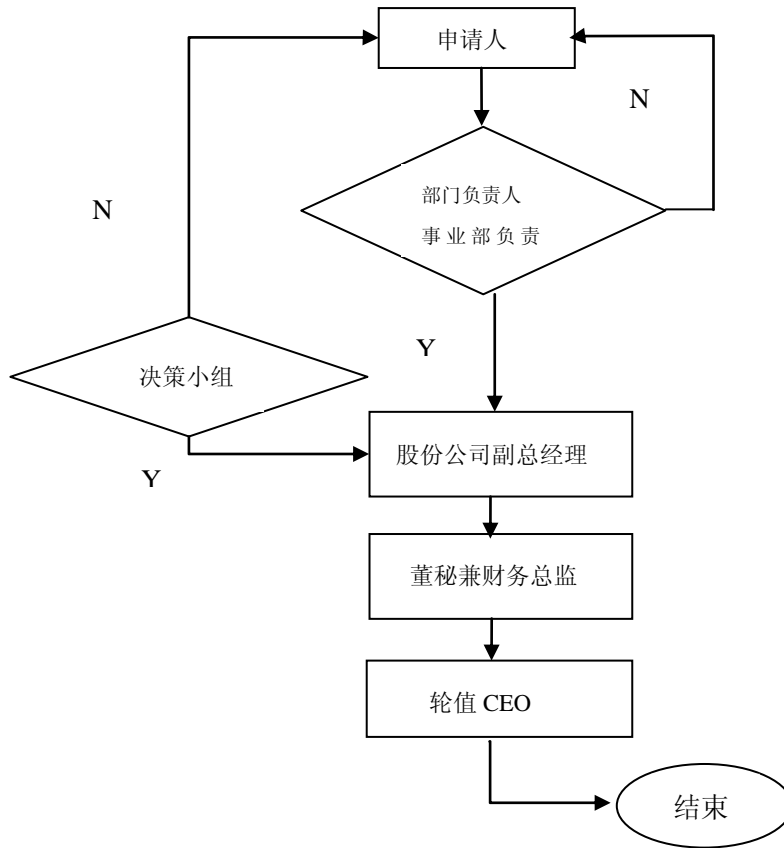 申请人
N
部门负责人
N
事业部负责
Y
决策小组
股份公司副总经理
Y
董秘兼财务总监
轮值 CEO
结束